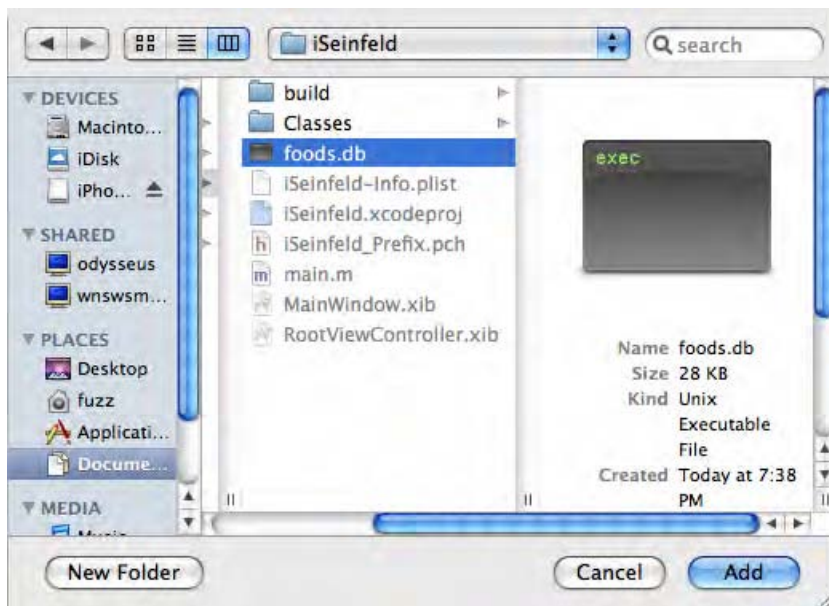 iSeinfeld
search
DEVICES
Macinto...
iDisk
iPho...
SHARED
odysseus
wnswsm...
PLACES
Desktop
fuzz
Applicati...
Docume...
MEDIA
build
Classes
foods.db
iSeinfeld-Info.plist
iSeinfeld.xcodeproj
iSeinfeld_Prefix.pch
main.m
MainWindow.xib
RootViewController.xib
exec
Name foods.db
Size 28 KB
Kind Unix
Executable
File
Created Today at 7:38
PM
New Folder
Cancel
Add